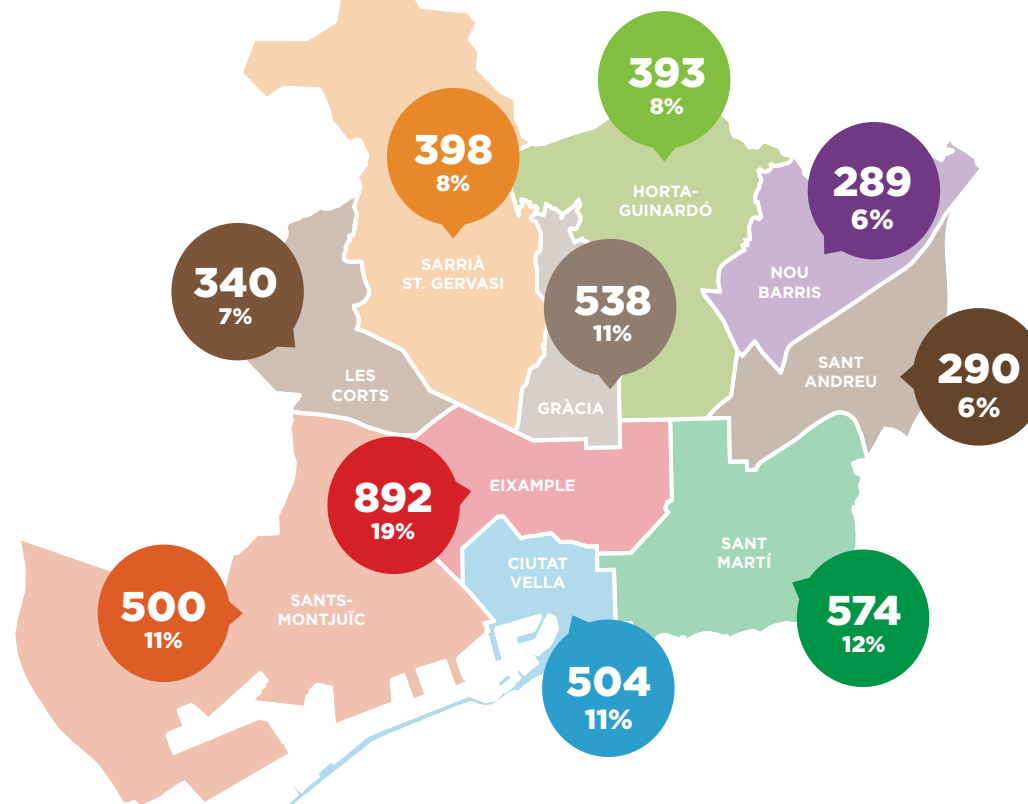 393
8%
398
8%
HORTA-
GUINARDÓ
289
6%
SARRIÀ
ST. GERVASI
NOU
BARRIS
340
7%
538
11%
LES
CORTS
GRÀCIA
SANT
ANDREU
290
6%
892
19%
EIXAMPLE
SANT
MARTÍ
CIUTAT
VELLA
500
11%
SANTS-
MONTJUÏC
574
12%
504
11%